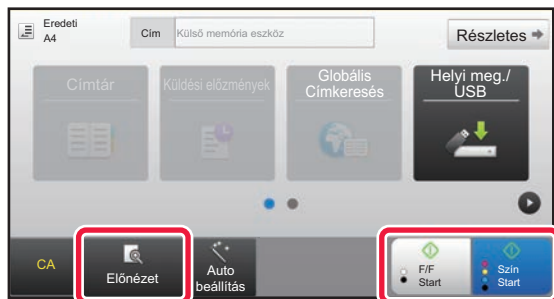 Eredeti
A4
Cím
Külső memória eszköz
Részletes
Címtár
Küldési előzmények
Globális
Címkeresés
Helyi meg./
USB
CA
Előnézet
Auto
beállítás
F/F
Start
Szín
Start